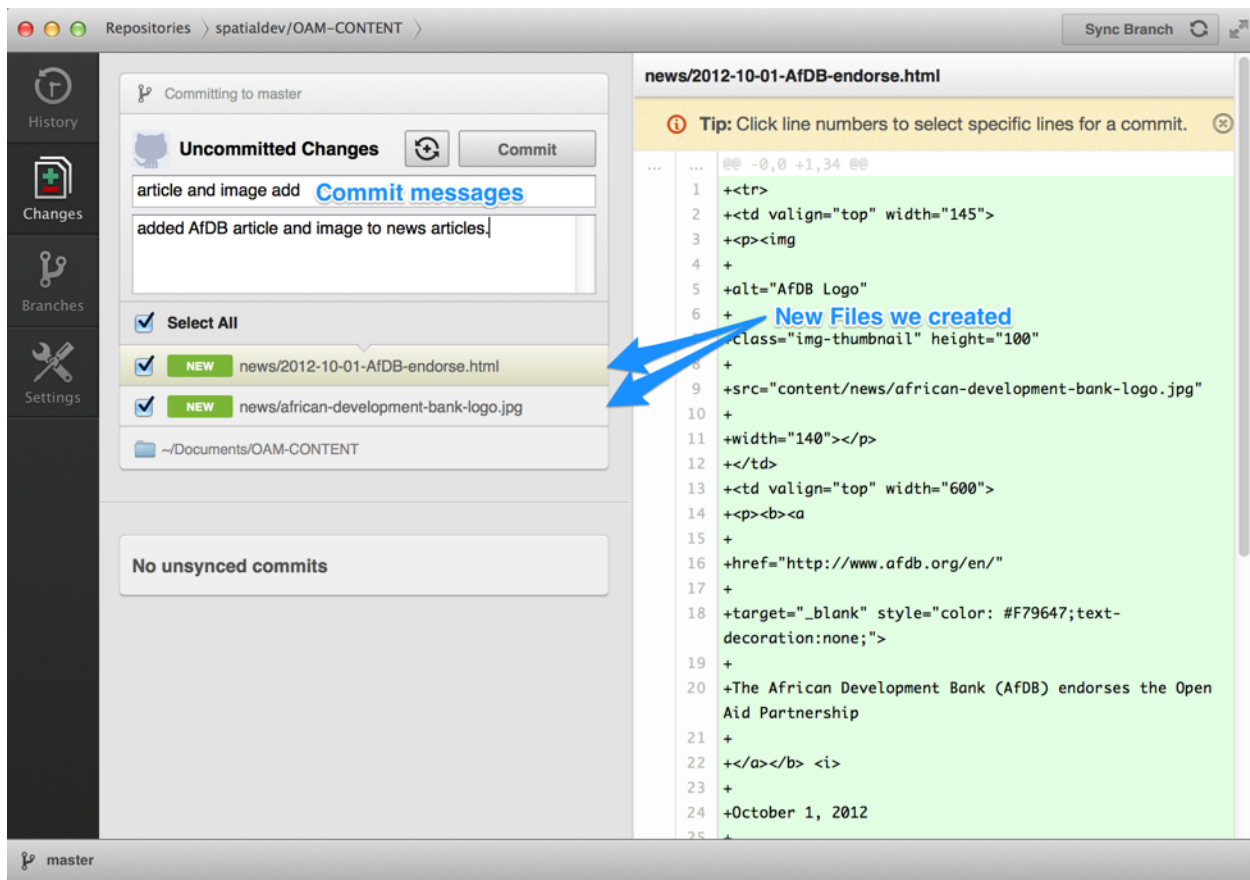 Repositories
spatialdev/OAM-CONTENT
Sync Branch
History
Changes
Branches
Settings
Committing to master
Uncommitted Changes
Commit
article and image add
Commit messages
added AfDB article and image to news articles.
Select All
NEW news/2012-10-01-AfDB-endorse.html
NEW news/african-development-bank-logo.jpg
~/Documents/OAM-CONTENT
No unsynced commits
New Files we created
news/2012-10-01-AfDB-endorse.html
Tip: Click line numbers to select specific lines for a commit.
... ... @@ -0,0 +1,34 @@
1 +<tr>
2 +<td valign="top" width="145">
3 +<p><img
4 +
5 +alt="AfDB Logo"
6 +
+class="img-thumbnail" height="100"
8 +
9 +src="content/news/african-development-bank-logo.jpg"
10 +
11 +width="140"></p>
12 +</td>
13 +<td valign="top" width="600">
14 +<p><b><a
15 +
16 +href="http://www.afdb.org/en/"
17 +
18 +target="_blank" style="color: #F79647;text-
decoration:none;">
19 +
20 +The African Development Bank (AfDB) endorses the Open
Aid Partnership
21 +
22 +</a></b> <i>
23 +
24 +October 1, 2012
25 +
master